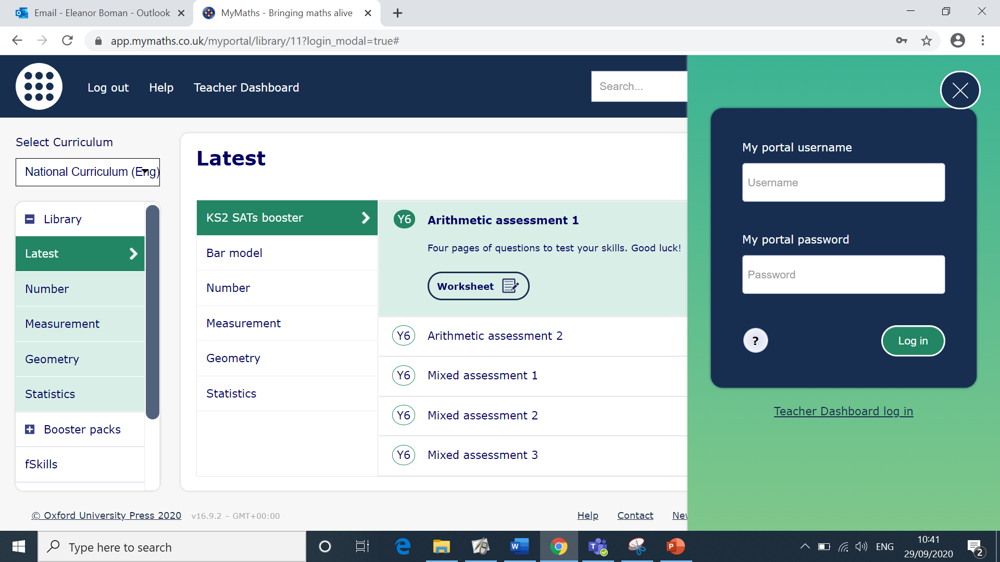 Email - Eleanor Boman - Outlook
MyMaths - Bringing maths alive
app.mymaths.co.uk/myportal/library/11?login_modal=true#
Log out Help Teacher Dashboard
Search...
Select Curriculum
National Curriculum (Eng)
Library
Latest
Number
Measurement
Geometry
Statistics
Booster packs
fSkills
Latest
KS2 SATs booster
Bar model
Number
Measurement
Geometry
Statistics
Y6 Arithmetic assessment 1
Four pages of questions to test your skills. Good luck!
Worksheet
Y6 Arithmetic assessment 2
Y6 Mixed assessment 1
Y6 Mixed assessment 2
Y6 Mixed assessment 3
My portal username
Username
My portal password
Password
?
Log in
Teacher Dashboard log in
© Oxford University Press 2020 v16.9.2 – GMT+00:00
Help Contact Nev
Type here to search
ENG
10:41
29/09/2020
2